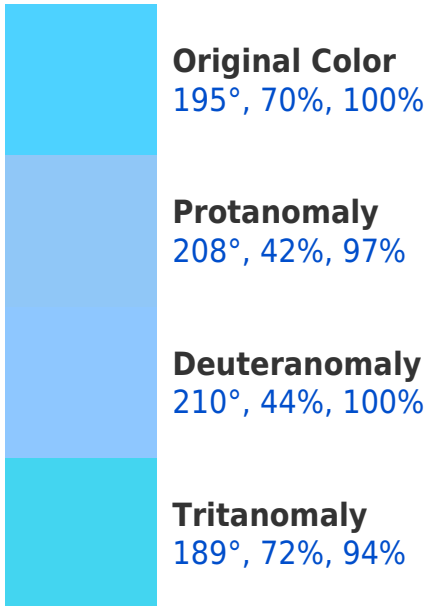 Original Color
195°, 70%, 100%
Protanomaly
208°, 42%, 97%
Deuteranomaly
210°, 44%, 100%
Tritanomaly
189°, 72%, 94%